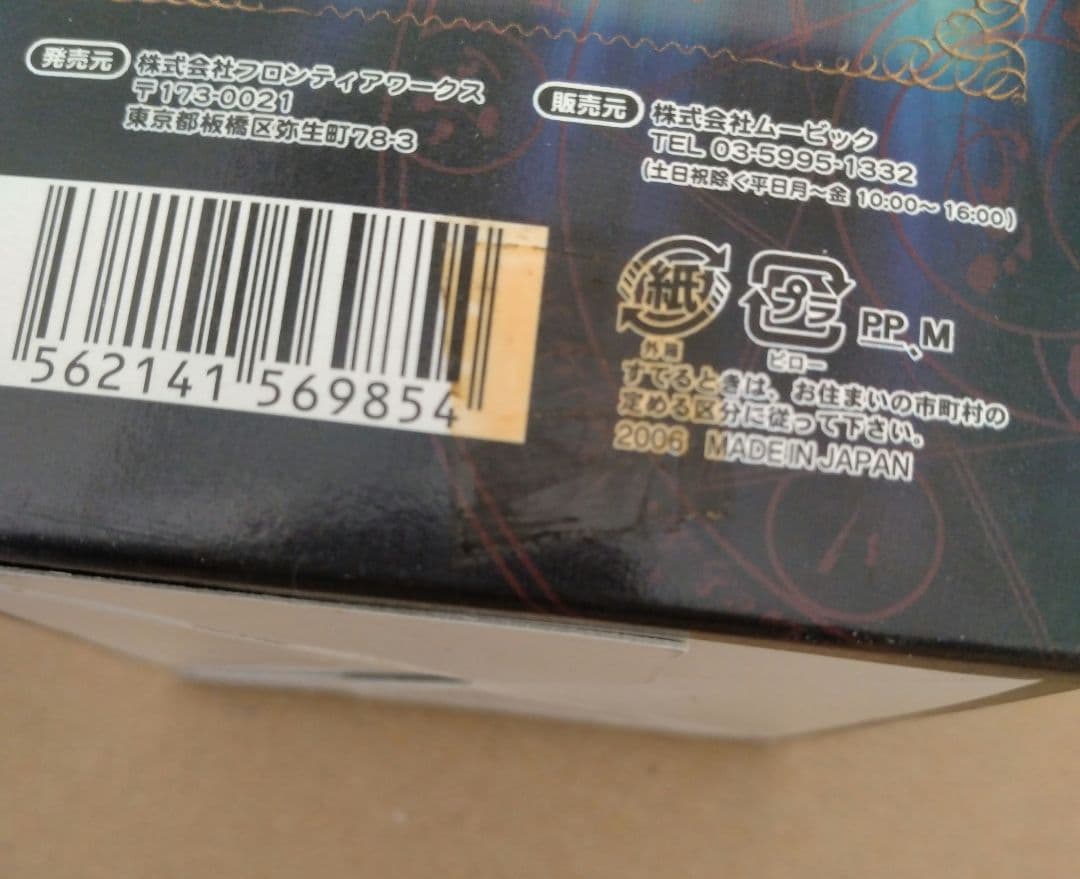 発売元 株式会社フロンティアワークス
〒173-0021
東京都板橋区弥生町78-3
販売元 株式会社ムービック
TEL 03-5995-1332
(土日祝除く平日月〜金 10:00〜16:00)
562141 569854
紙 プラ PP、M
外箱 ピロー
すてるときは、お住まいの市町村の
定める区分に従って下さい。
2006 MADE IN JAPAN